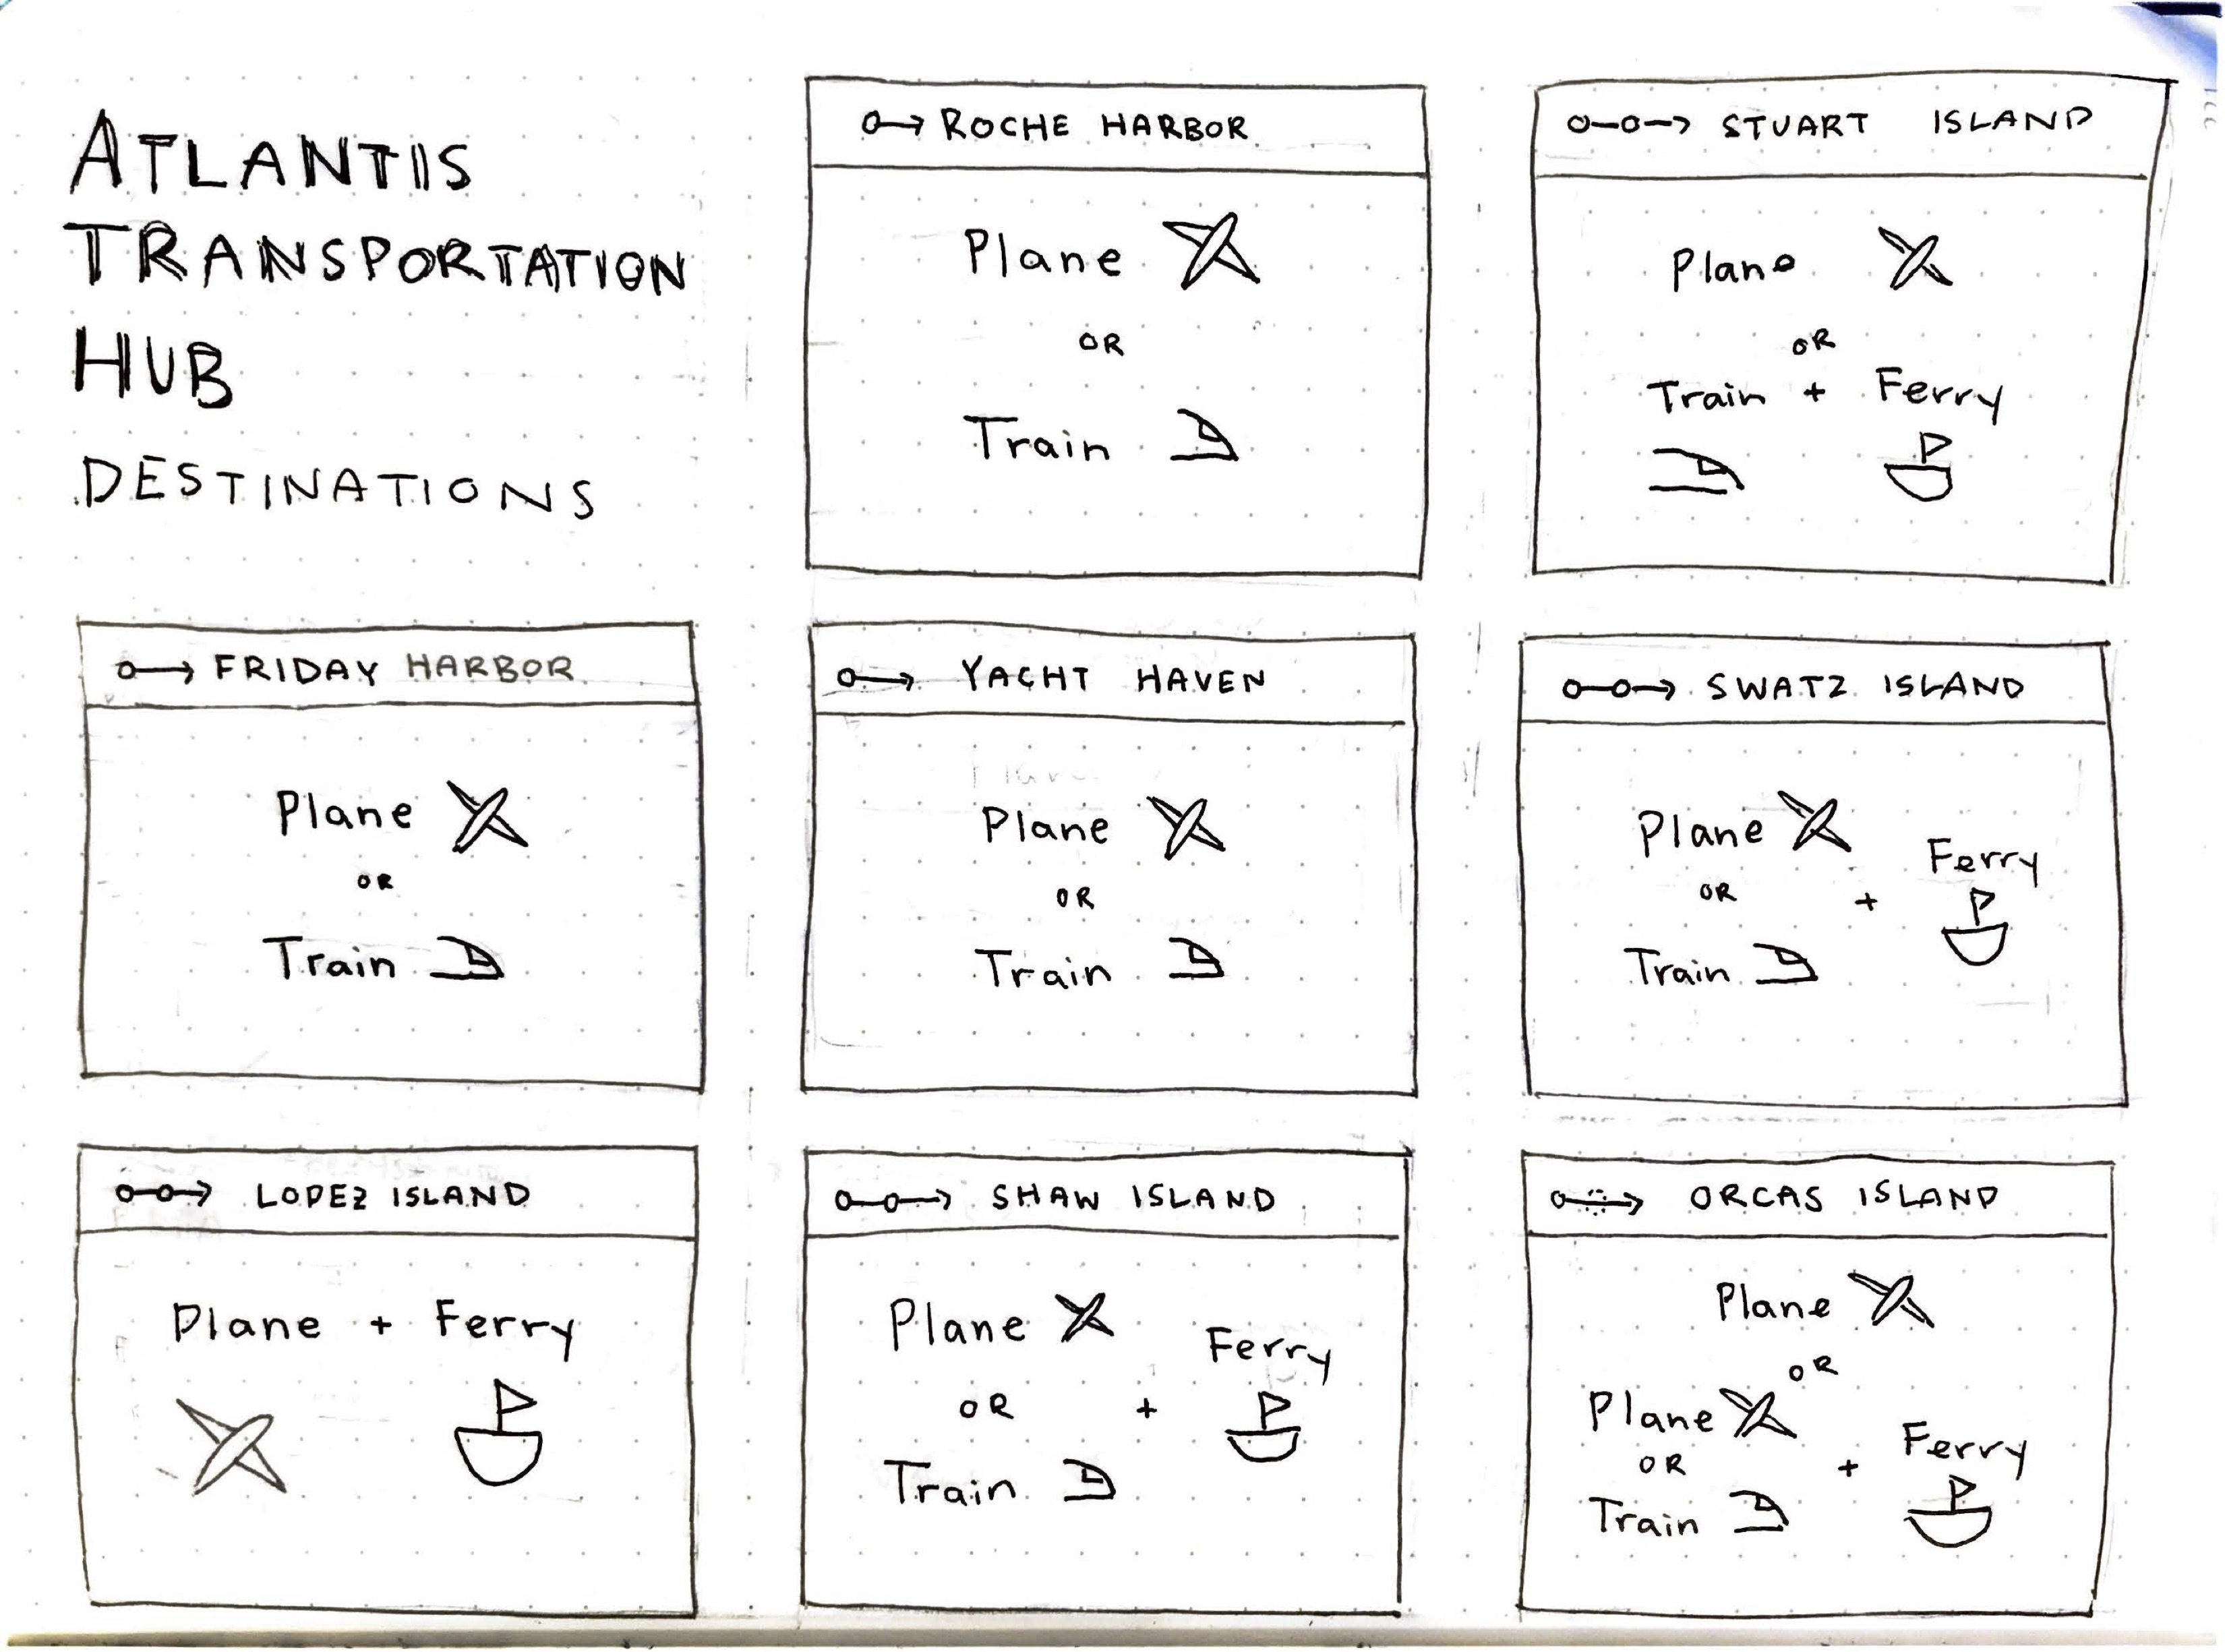 ATLANTIS
TRANSPORTATION
HUB
DESTINATIONS
ROCHE HARBOR
Plane
OR
Train
STUART ISLAND
Plane
OR
Train + Ferry
FRIDAY HARBOR
Plane
OR
Train
YACHT HAVEN
Plane
OR
Train
SWATZ ISLAND
Plane
OR
Train
+ Ferry
LOPEZ ISLAND
Plane + Ferry
SHAW ISLAND
Plane
OR
Train
+ Ferry
ORCAS ISLAND
Plane
OR
Plane
OR
Train
+ Ferry